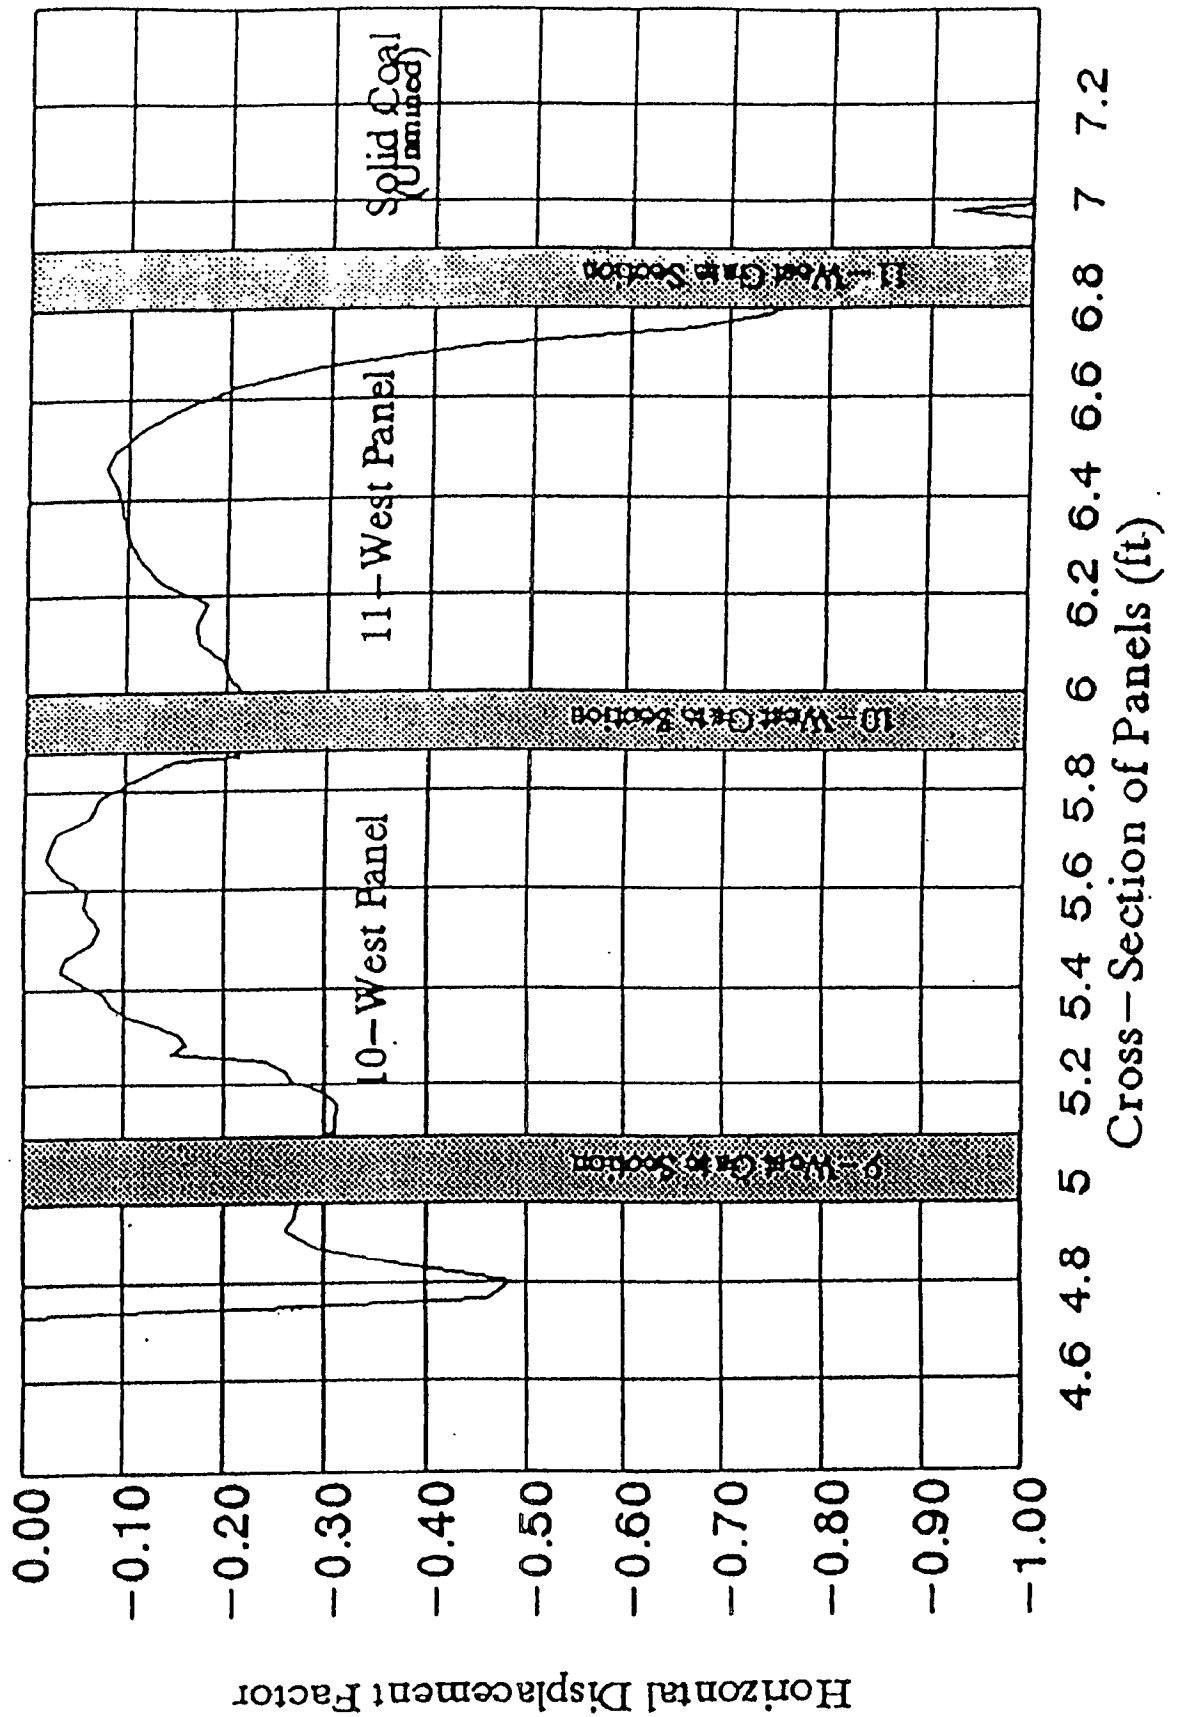 Horizontal Displacement Factor
0.00
-0.10
-0.20
-0.30
-0.40
-0.50
-0.60
-0.70
-0.80
-0.90
-1.00
9-West Gate Section
10-West Panel
10-West Gate Section
11-West Panel
11-West Gate Section
Solid Coal
(Unmined)
4.6 4.8 5 5.2 5.4 5.6 5.8 6 6.2 6.4 6.6 6.8 7 7.2
Cross-Section of Panels (ft)